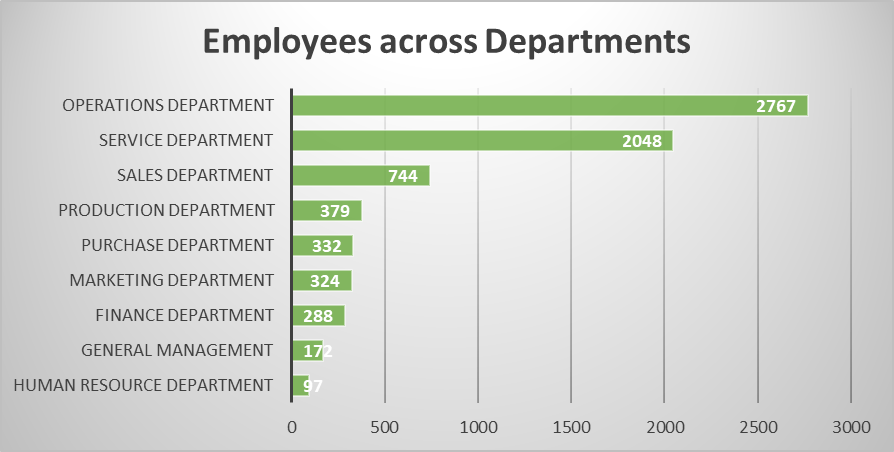 Employees across Departments
OPERATIONS DEPARTMENT 2767
SERVICE DEPARTMENT 2048
SALES DEPARTMENT 744
PRODUCTION DEPARTMENT 379
PURCHASE DEPARTMENT 332
MARKETING DEPARTMENT 324
FINANCE DEPARTMENT 288
GENERAL MANAGEMENT 172
HUMAN RESOURCE DEPARTMENT 97
0 500 1000 1500 2000 2500 3000